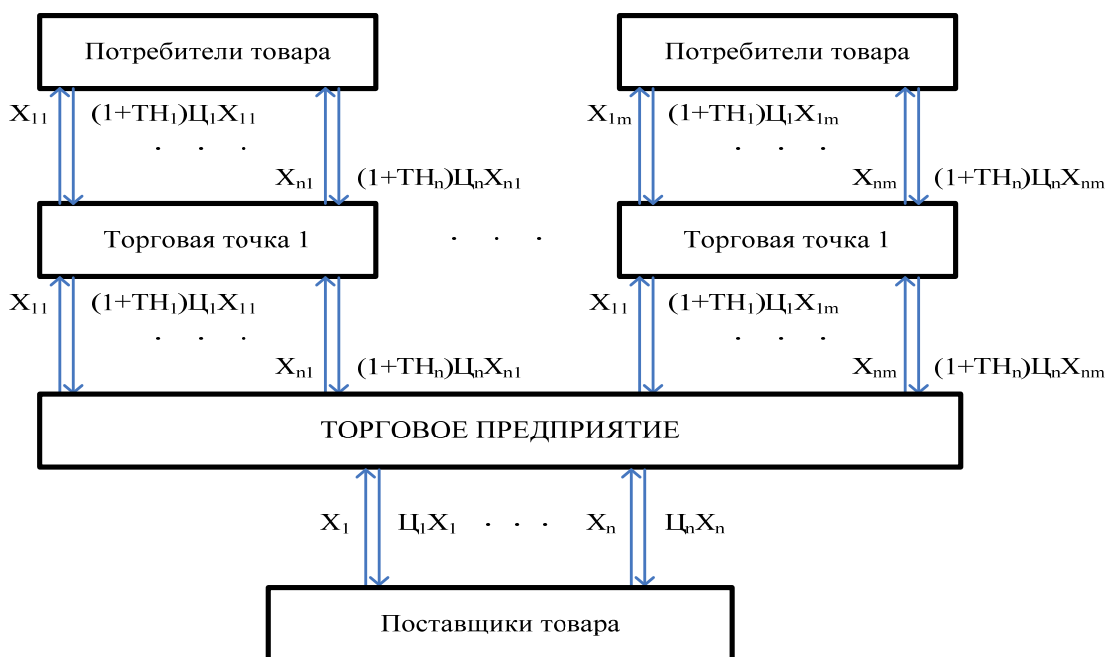 Потребители товара Потребители товара
X₁₁ (1+ТН₁)Ц₁X₁₁ X₁ₘ (1+ТН₁)Ц₁X₁ₘ
. . . . . .
Xₙ₁ (1+ТНₙ)ЦₙXₙ₁ Xₙₘ (1+ТНₙ)ЦₙXₙₘ
Торговая точка 1 . . . Торговая точка 1
X₁₁ (1+ТН₁)Ц₁X₁₁ X₁₁ (1+ТН₁)Ц₁X₁ₘ
. . . . . .
Xₙ₁ (1+ТНₙ)ЦₙXₙ₁ Xₙₘ (1+ТНₙ)ЦₙXₙₘ
ТОРГОВОЕ ПРЕДПРИЯТИЕ
X₁ Ц₁X₁ . . . Xₙ ЦₙXₙ
Поставщики товара